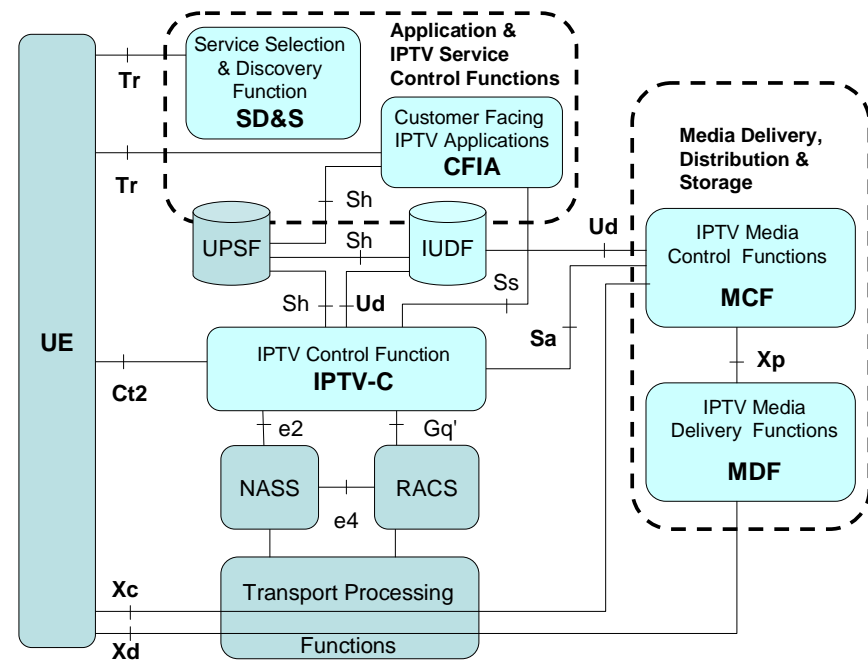 Service Selection
& Discovery
Function
SD&S
Application &
IPTV Service
Control Functions
Customer Facing
IPTV Applications
CFIA
Media Delivery,
Distribution &
Storage
Tr
Tr
Sh
UPSF
Sh
IUDF
Ud
IPTV Media
Control Functions
MCF
Sh
Ud
Ss
Sa
UE
IPTV Control Function
IPTV-C
Ct2
Xp
IPTV Media
Delivery Functions
MDF
e2
Gq'
NASS
RACS
e4
Xc
Transport Processing
Functions
Xd